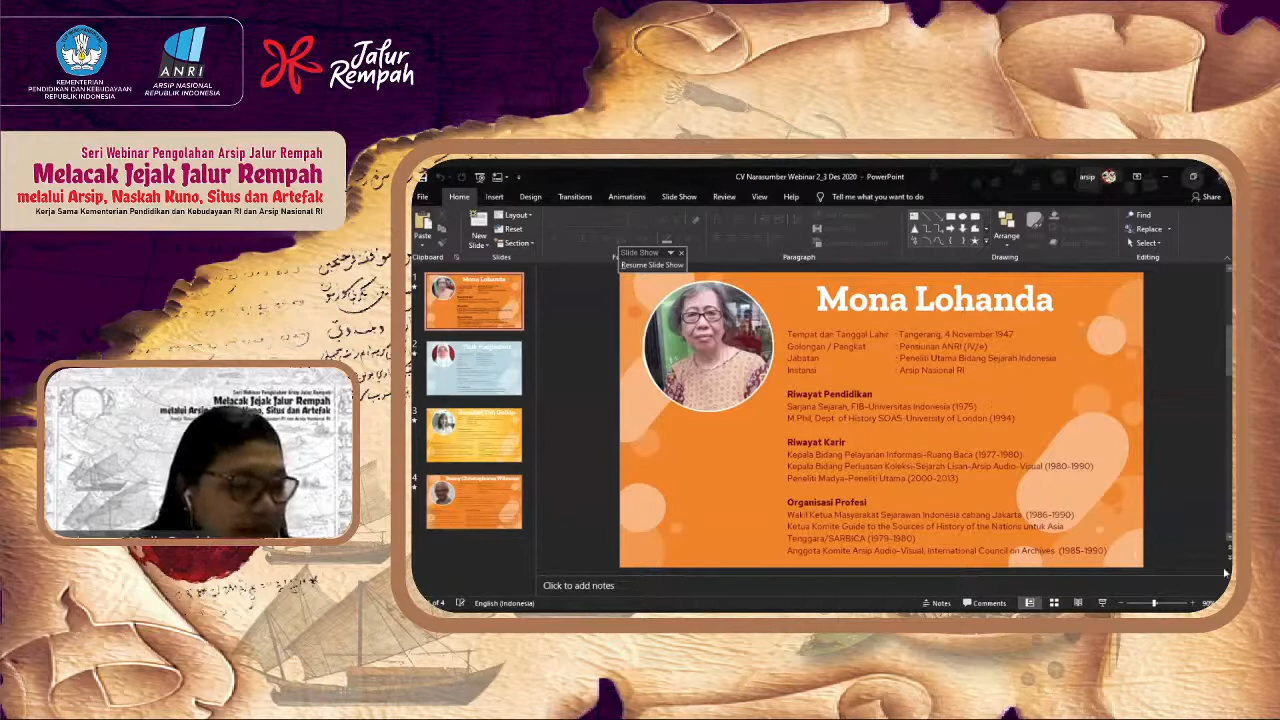 KEMENTERIAN
PENDIDIKAN DAN KEBUDAYAAN
REPUBLIK INDONESIA
ANRI
ARSIP NASIONAL
REPUBLIK INDONESIA
Jalur
Rempah
Seri Webinar Pengolahan Arsip Jalur Rempah
Melacak Jejak Jalur Rempah
melalui Arsip, Naskah Kuno, Situs dan Artefak
Kerja Sama Kementerian Pendidikan dan Kebudayaan RI dan Arsip Nasional RI
Seri Webinar Pengolahan Arsip Jalur Rempah
Melacak Jejak Jalur Rempah
CV Narasumber Webinar 2_3 Des 2020 - PowerPoint
arsip
File Home Insert Design Transitions Animations Slide Show Review View Help Tell me what you want to do
Share
Paste
New
Slide
Layout
Reset
Section
Arrange
Find
Replace
Select
Clipboard
Slides
Paragraph
Drawing
Editing
Slide Show
Resume Slide Show
1
Mona Lohanda
2
3
4
Mona Lohanda
Tempat dan Tanggal Lahir : Tangerang, 4 November 1947
Golongan / Pangkat : Pensiunan ANRI (IV/e)
Jabatan : Peneliti Utama Bidang Sejarah Indonesia
Instansi : Arsip Nasional RI
Riwayat Pendidikan
Sarjana Sejarah, FIB-Universitas Indonesia (1975)
M.Phil, Dept. of History SOAS-University of London (1994)
Riwayat Karir
Kepala Bidang Pelayanan Informasi-Ruang Baca (1977-1980)
Kepala Bidang Perluasan Koleksi-Sejarah Lisan-Arsip Audio-Visual (1980-1990)
Peneliti Madya-Peneliti Utama (2000-2013)
Organisasi Profesi
Wakil Ketua Masyarakat Sejarawan Indonesia cabang Jakarta (1986-1990)
Ketua Komite Guide to the Sources of History of the Nations untuk Asia
Tenggara/SARBICA (1979-1980)
Anggota Komite Arsip Audio-Visual, International Council on Archives (1985-1990)
Click to add notes
of 4
English (Indonesia)
Notes
Comments
90%